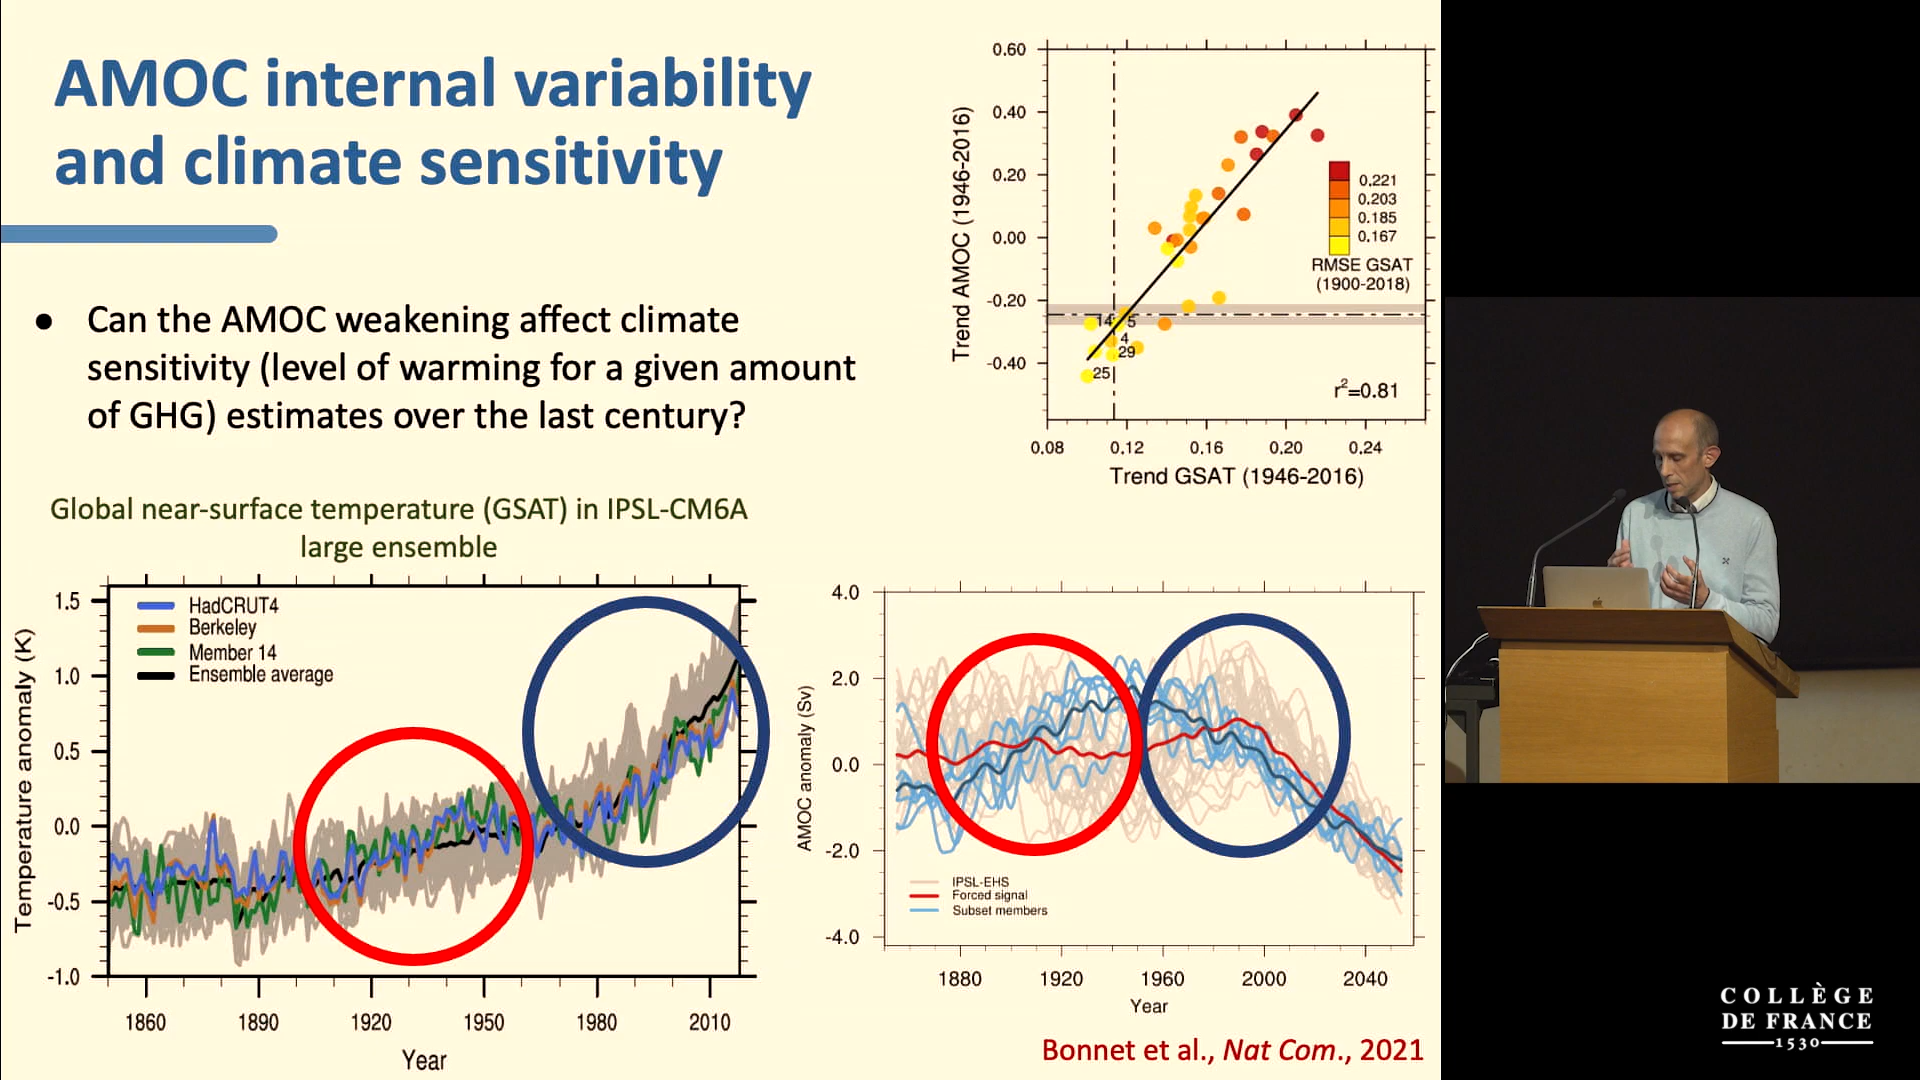 AMOC internal variability
and climate sensitivity
● Can the AMOC weakening affect climate
sensitivity (level of warming for a given amount
of GHG) estimates over the last century?
0.60
0.40
0.20
0.00
-0.20
-0.40
Trend AMOC (1946-2016)
0.221
0.203
0.185
0.167
RMSE GSAT
(1900-2018)
14
5
4
29
25
r²=0.81
0.08 0.12 0.16 0.20 0.24
Trend GSAT (1946-2016)
Global near-surface temperature (GSAT) in IPSL-CM6A
large ensemble
1.5
1.0
0.5
0.0
-0.5
-1.0
Temperature anomaly (K)
HadCRUT4
Berkeley
Member 14
Ensemble average
1860 1890 1920 1950 1980 2010
Year
4.0
2.0
0.0
-2.0
-4.0
AMOC anomaly (Sv)
IPSL-EHS
Forced signal
Subset members
1880 1920 1960 2000 2040
Year
Bonnet et al., Nat Com., 2021
COLLÈGE
DE FRANCE
1530